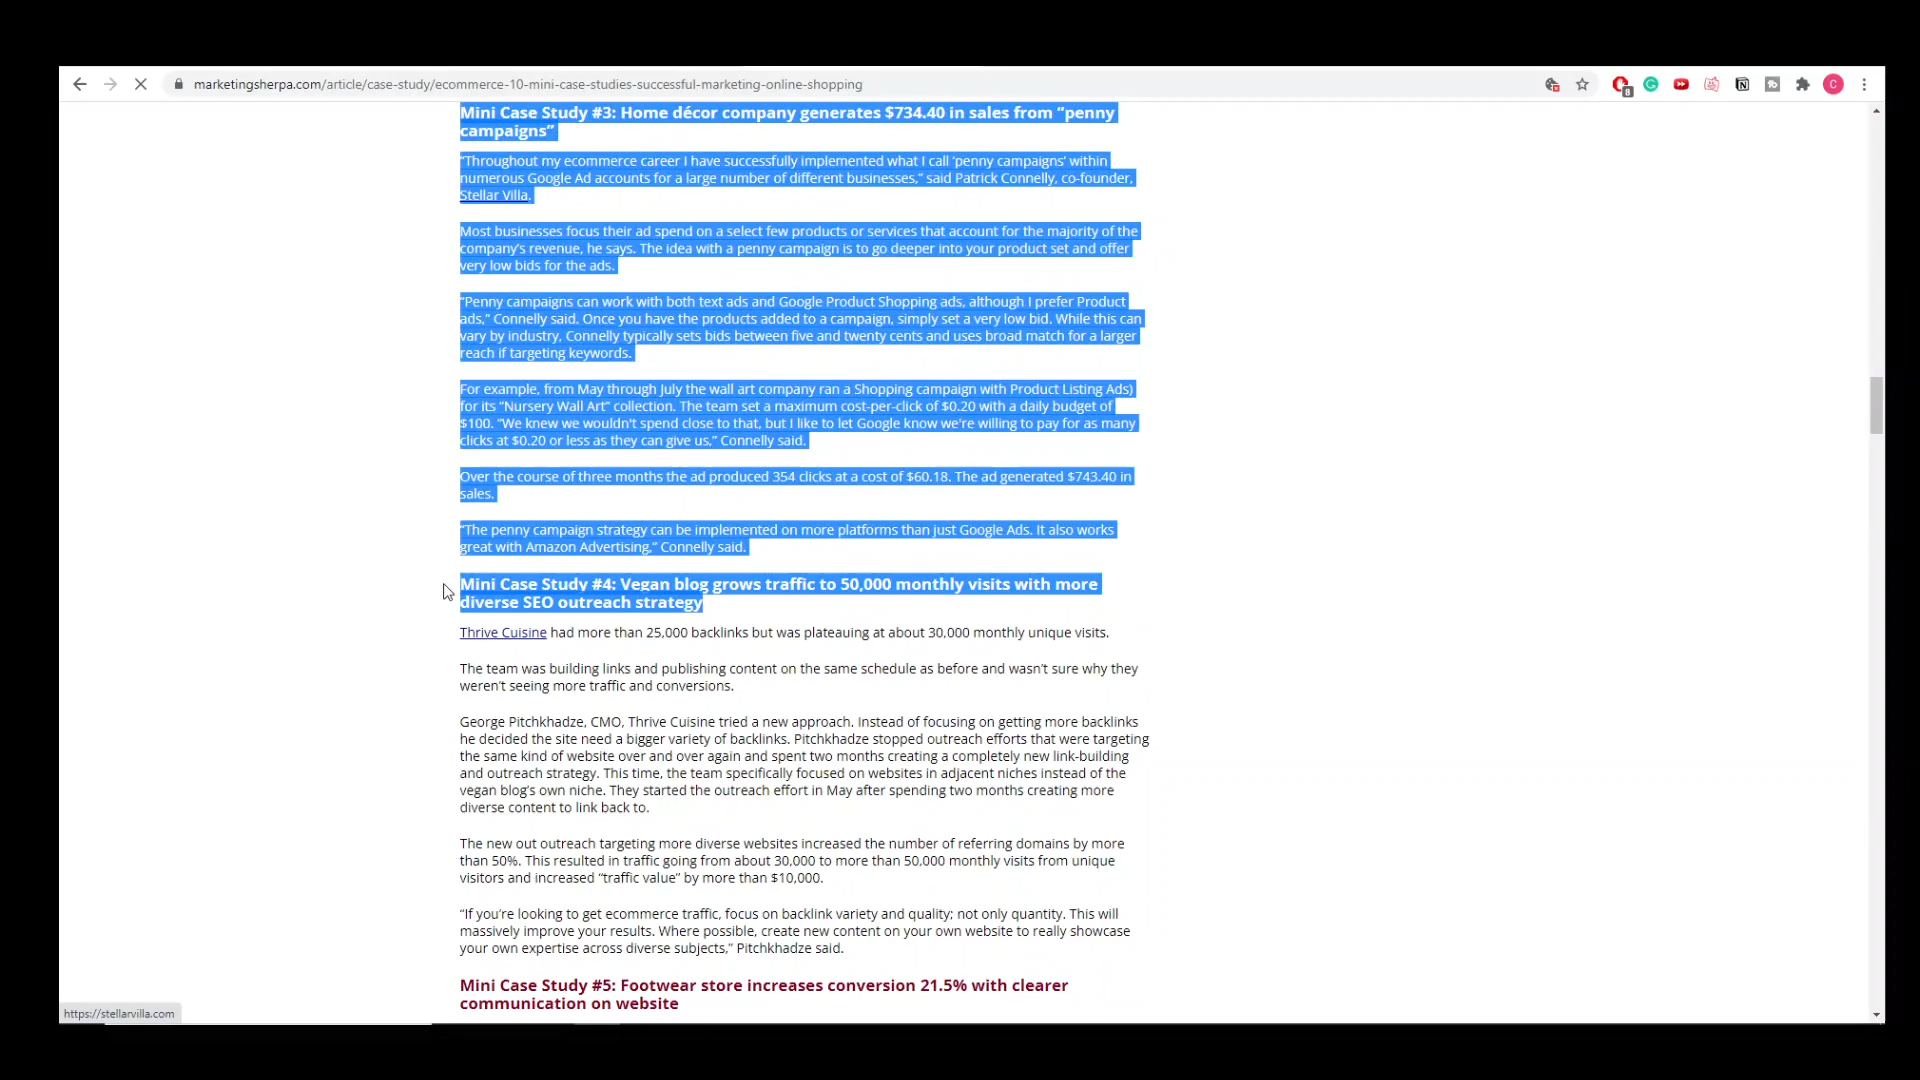 marketingsherpa.com/article/case-study/ecommerce-10-mini-case-studies-successful-marketing-online-shopping
8
C
Mini Case Study #3: Home décor company generates $734.40 in sales from “penny
campaigns”
“Throughout my ecommerce career I have successfully implemented what I call ‘penny campaigns’ within
numerous Google Ad accounts for a large number of different businesses,” said Patrick Connelly, co-founder,
Stellar Villa.
Most businesses focus their ad spend on a select few products or services that account for the majority of the
company’s revenue, he says. The idea with a penny campaign is to go deeper into your product set and offer
very low bids for the ads.
“Penny campaigns can work with both text ads and Google Product Shopping ads, although I prefer Product
ads,” Connelly said. Once you have the products added to a campaign, simply set a very low bid. While this can
vary by industry, Connelly typically sets bids between five and twenty cents and uses broad match for a larger
reach if targeting keywords.
For example, from May through July the wall art company ran a Shopping campaign with Product Listing Ads)
for its “Nursery Wall Art” collection. The team set a maximum cost-per-click of $0.20 with a daily budget of
$100. “We knew we wouldn't spend close to that, but I like to let Google know we're willing to pay for as many
clicks at $0.20 or less as they can give us,” Connelly said.
Over the course of three months the ad produced 354 clicks at a cost of $60.18. The ad generated $743.40 in
sales.
“The penny campaign strategy can be implemented on more platforms than just Google Ads. It also works
great with Amazon Advertising,” Connelly said.
Mini Case Study #4: Vegan blog grows traffic to 50,000 monthly visits with more
diverse SEO outreach strategy
Thrive Cuisine had more than 25,000 backlinks but was plateauing at about 30,000 monthly unique visits.
The team was building links and publishing content on the same schedule as before and wasn’t sure why they
weren’t seeing more traffic and conversions.
George Pitchkhadze, CMO, Thrive Cuisine tried a new approach. Instead of focusing on getting more backlinks
he decided the site need a bigger variety of backlinks. Pitchkhadze stopped outreach efforts that were targeting
the same kind of website over and over again and spent two months creating a completely new link-building
and outreach strategy. This time, the team specifically focused on websites in adjacent niches instead of the
vegan blog’s own niche. They started the outreach effort in May after spending two months creating more
diverse content to link back to.
The new out outreach targeting more diverse websites increased the number of referring domains by more
than 50%. This resulted in traffic going from about 30,000 to more than 50,000 monthly visits from unique
visitors and increased “traffic value” by more than $10,000.
“If you’re looking to get ecommerce traffic, focus on backlink variety and quality; not only quantity. This will
massively improve your results. Where possible, create new content on your own website to really showcase
your own expertise across diverse subjects,” Pitchkhadze said.
Mini Case Study #5: Footwear store increases conversion 21.5% with clearer
communication on website
https://stellarvilla.com